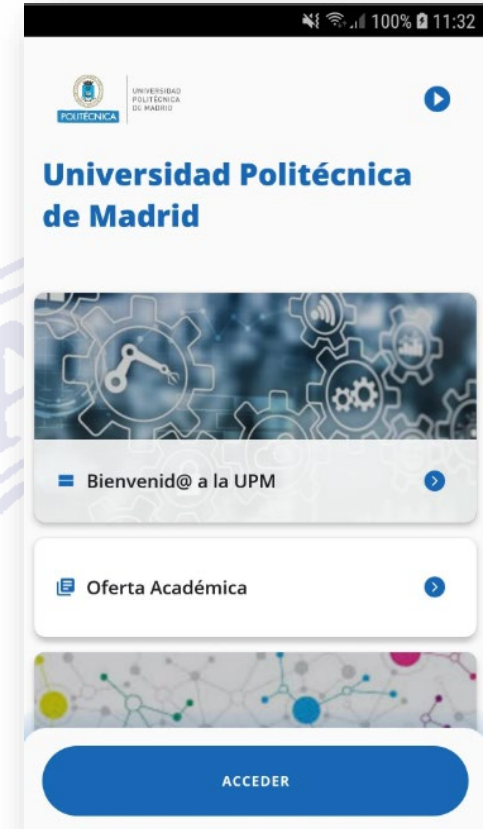 100% 11:32
UNIVERSIDAD
POLITÉCNICA
DE MADRID
POLITÉCNICA
Universidad Politécnica
de Madrid
Bienvenid@ a la UPM
Oferta Académica
ACCEDER